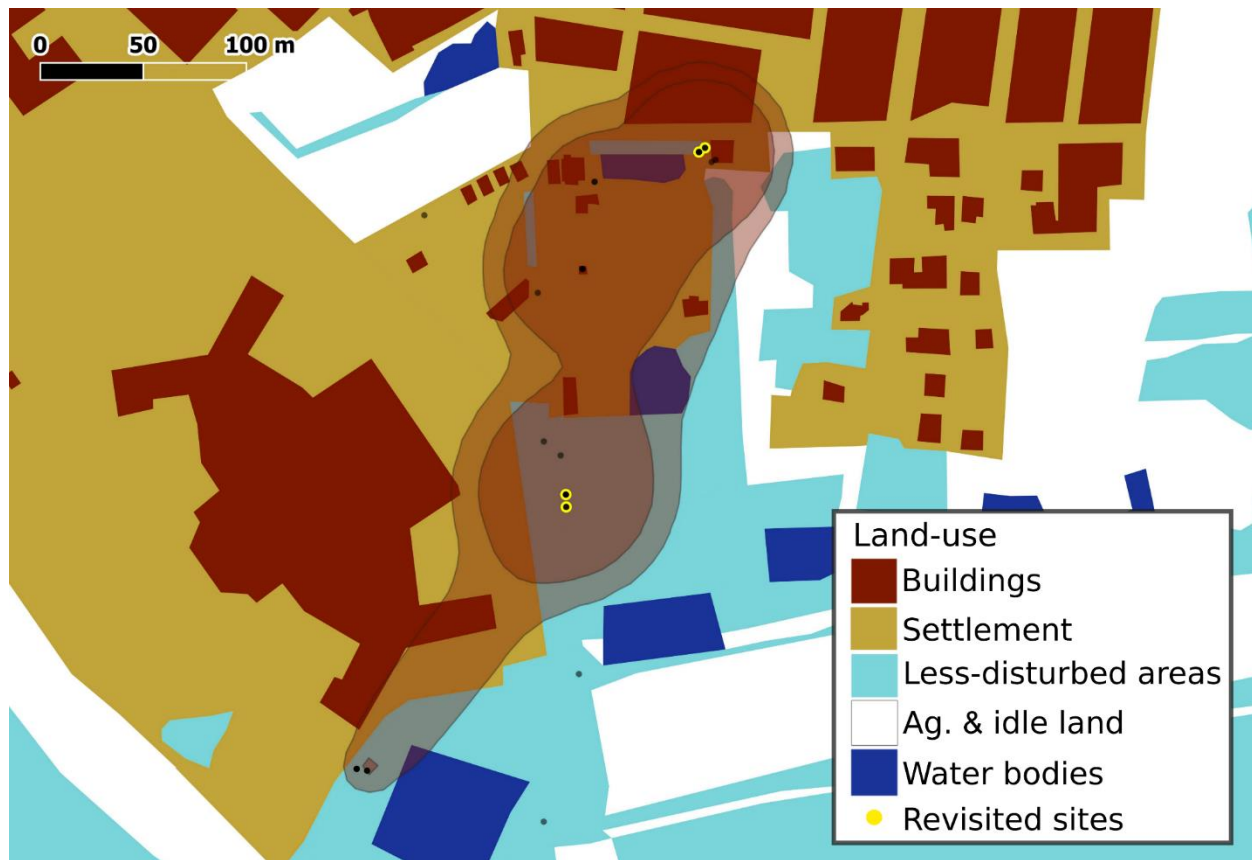 0 50 100 m
Land-use
Buildings
Settlement
Less-disturbed areas
Ag. & idle land
Water bodies
Revisited sites